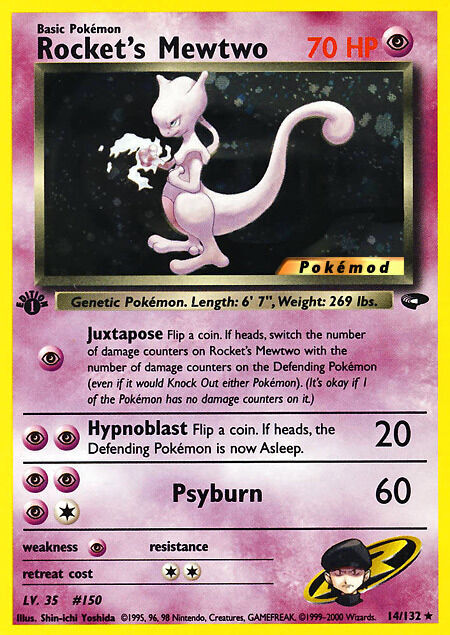 Basic Pokémon
Rocket's Mewtwo 70 HP
Pokémod
EDITION
1
Genetic Pokémon. Length: 6' 7", Weight: 269 lbs.
Juxtapose Flip a coin. If heads, switch the number
of damage counters on Rocket's Mewtwo with the
number of damage counters on the Defending Pokémon
(even if it would Knock Out either Pokémon). (It's okay if 1
of the Pokémon has no damage counters on it.)
Hypnoblast Flip a coin. If heads, the
Defending Pokémon is now Asleep.
20
Psyburn 60
weakness resistance
retreat cost
R
LV. 35 #150
Illus. Shin-ichi Yoshida ©1995, 96, 98 Nintendo, Creatures, GAMEFREAK. ©1999-2000 Wizards. 14/132 ★